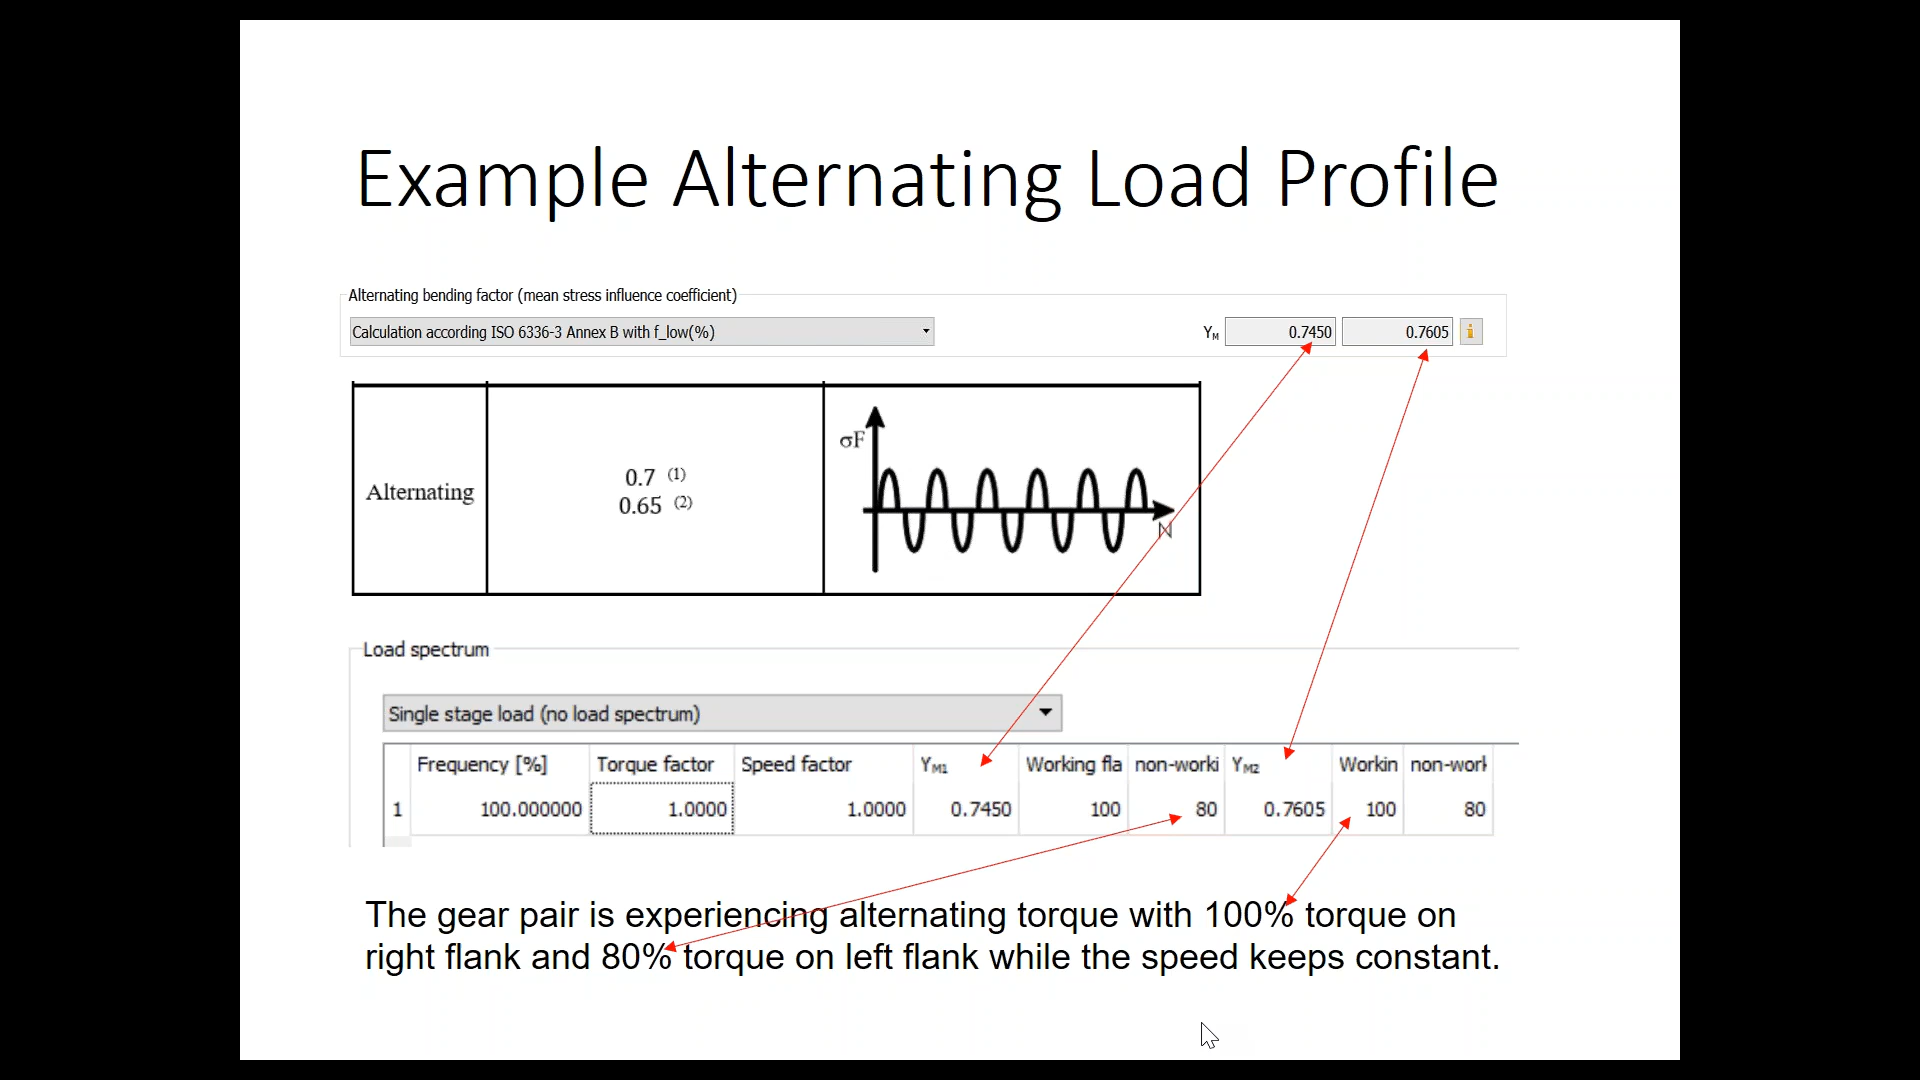 Example Alternating Load Profile
Alternating bending factor (mean stress influence coefficient)
Calculation according ISO 6336-3 Annex B with f_low(%) YM 0.7450 0.7605 i
Alternating 0.7 (1) 0.65 (2) σF N
Load spectrum
Single stage load (no load spectrum)
Frequency [%] Torque factor Speed factor YM1 Working fla non-worki YM2 Workin non-work
1 100.000000 1.0000 1.0000 0.7450 100 80 0.7605 100 80
The gear pair is experiencing alternating torque with 100% torque on
right flank and 80% torque on left flank while the speed keeps constant.